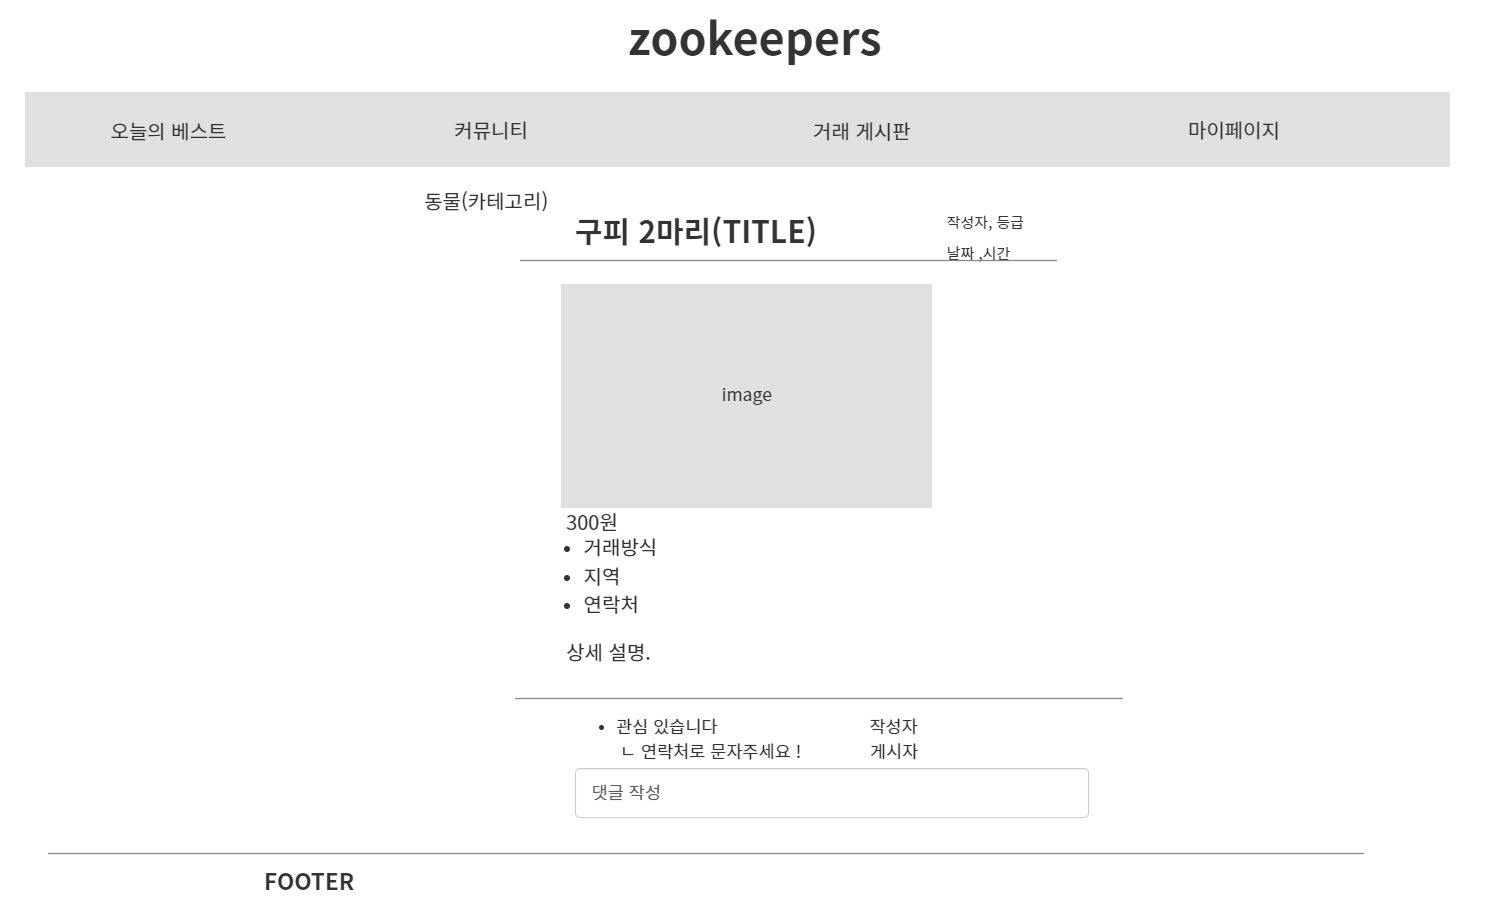 zookeepers
오늘의 베스트 커뮤니티 거래 게시판 마이페이지
동물(카테고리)
구피 2마리(TITLE)
작성자, 등급
날짜 ,시간
image
300원
• 거래방식
• 지역
• 연락처
상세 설명.
• 관심 있습니다 작성자
ㄴ 연락처로 문자주세요 ! 게시자
댓글 작성
FOOTER